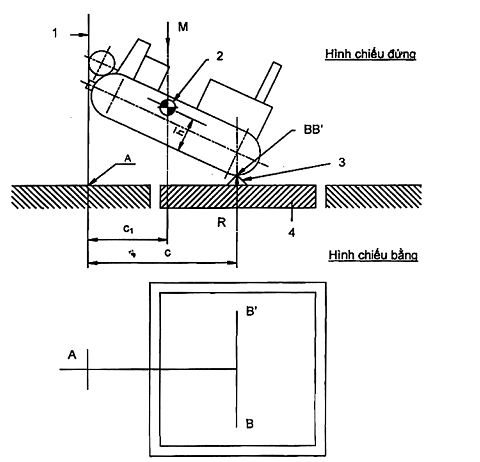 1
M
2
Hình chiếu đứng
BB'
h
A
3
R
4
c₁
c
Hình chiếu bằng
B'
A
B